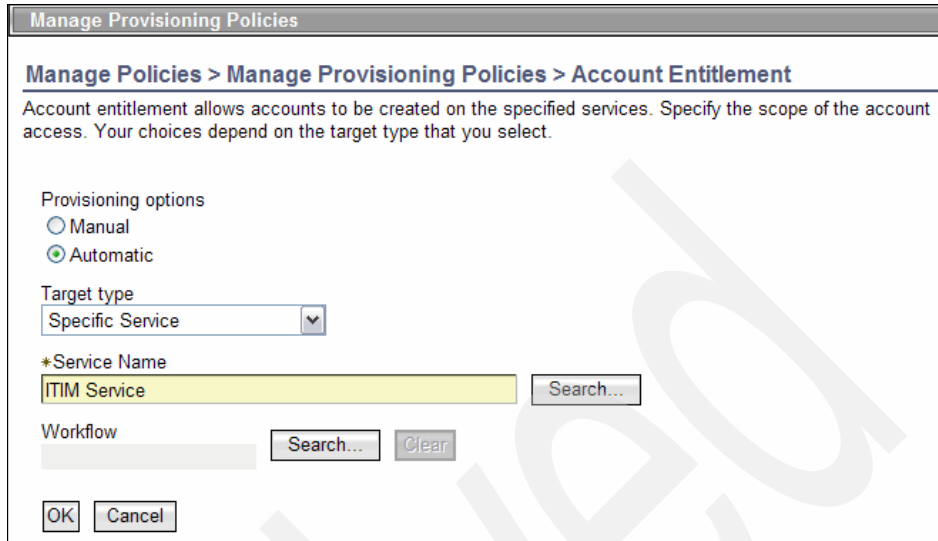 Manage Provisioning Policies
Manage Policies > Manage Provisioning Policies > Account Entitlement
Account entitlement allows accounts to be created on the specified services. Specify the scope of the account
access. Your choices depend on the target type that you select.
Provisioning options
Manual
Automatic
Target type
Specific Service
*Service Name
ITIM Service Search...
Workflow
Search... Clear
OK Cancel